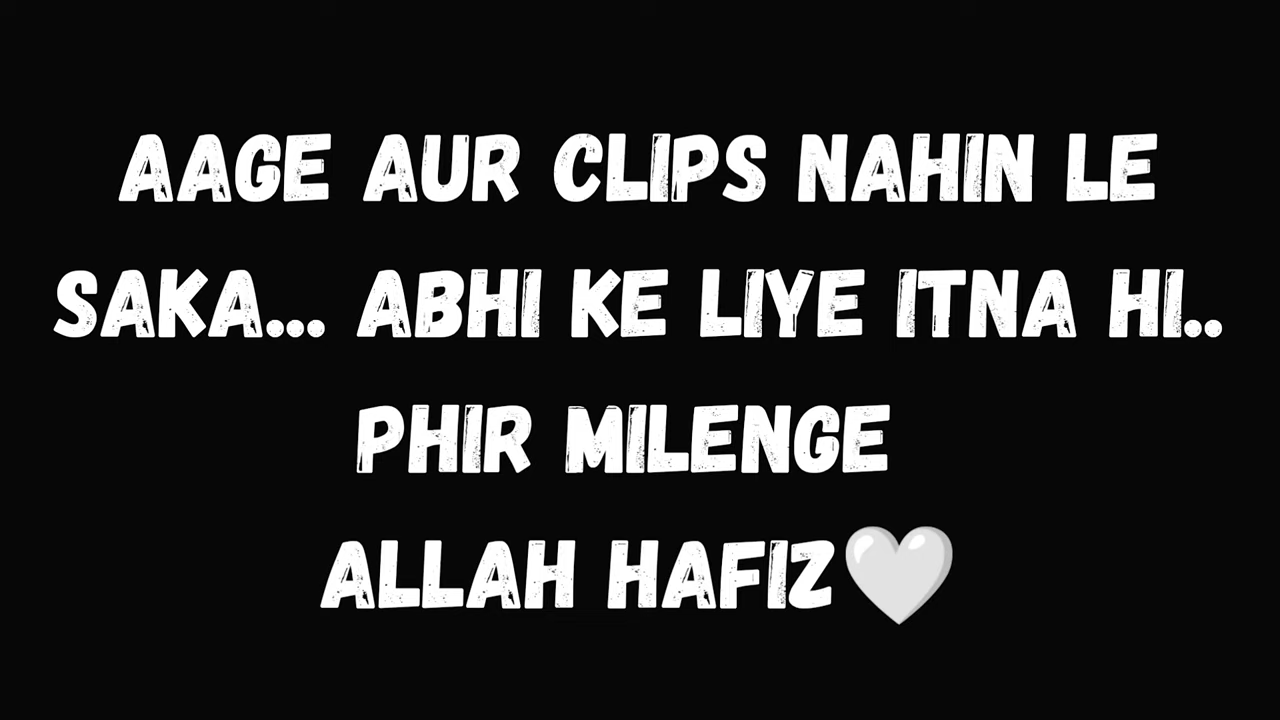 AAGE AUR CLIPS NAHIN LE
SAKA... ABHI KE LIYE ITNA HI..
PHIR MILENGE
ALLAH HAFIZ🤍